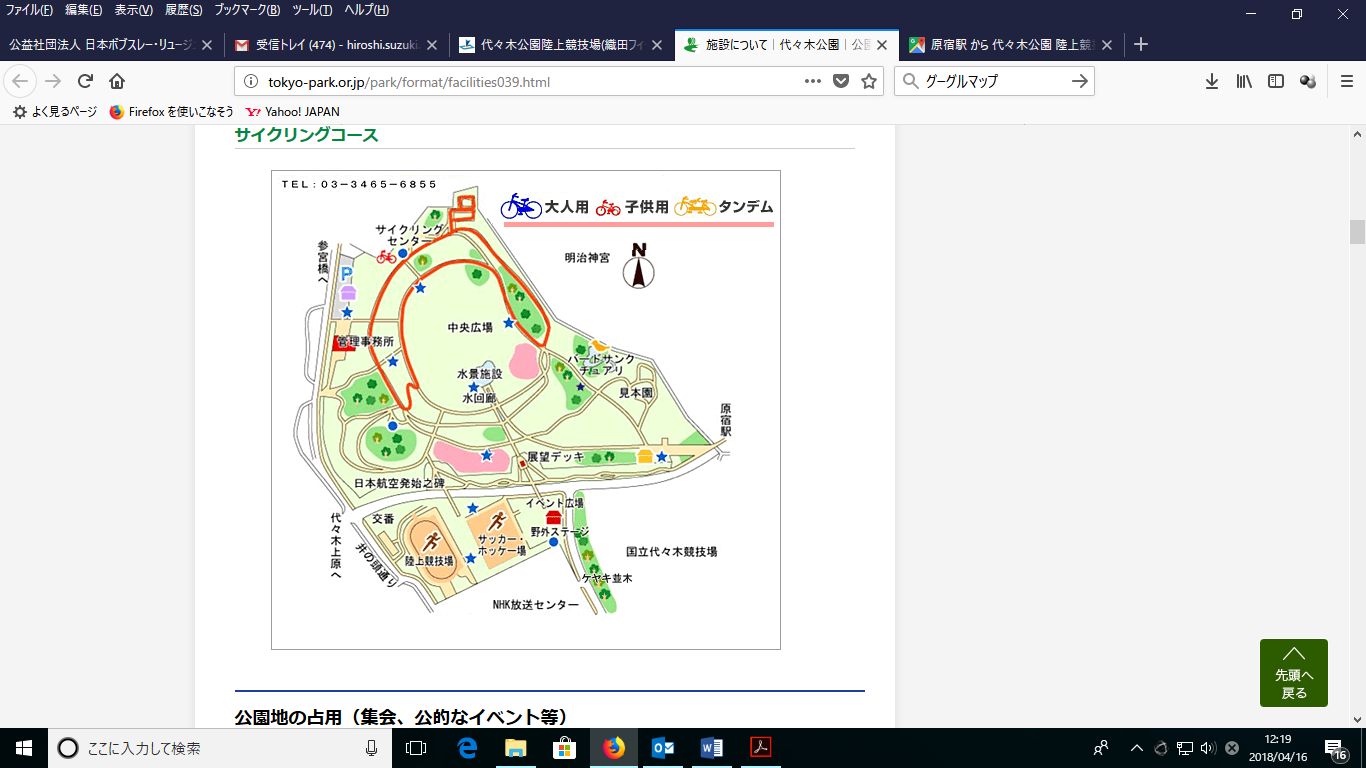 ファイル(F) 編集(E) 表示(V) 履歴(S) ブックマーク(B) ツール(T) ヘルプ(H)
公益社団法人 日本ボブスレー・リュージュ
受信トレイ (474) - hiroshi.suzuki.
代々木公園陸上競技場(織田フィ
施設について｜代々木公園｜公園
原宿駅 から 代々木公園 陸上競技
tokyo-park.or.jp/park/format/facilities039.html
グーグルマップ
よく見るページ Firefox を使いこなそう Yahoo! JAPAN
サイクリングコース
ＴＥＬ：０３－３４６５－６８５５
大人用 子供用 タンデム
サイクリング
センター
参宮橋へ
P
明治神宮
N
中央広場
管理事務所
バードサンク
チュアリ
水景施設
水回廊
見本園
原宿駅
展望デッキ
日本航空発始之碑
イベント広場
代々木上原へ
交番
野外ステージ
サッカー・
ホッケー場
陸上競技場
井の頭通り
国立代々木競技場
ケヤキ並木
NHK放送センター
先頭へ
戻る
公園地の占用（集会、公的なイベント等）
ここに入力して検索
12:19
2018/04/16
16